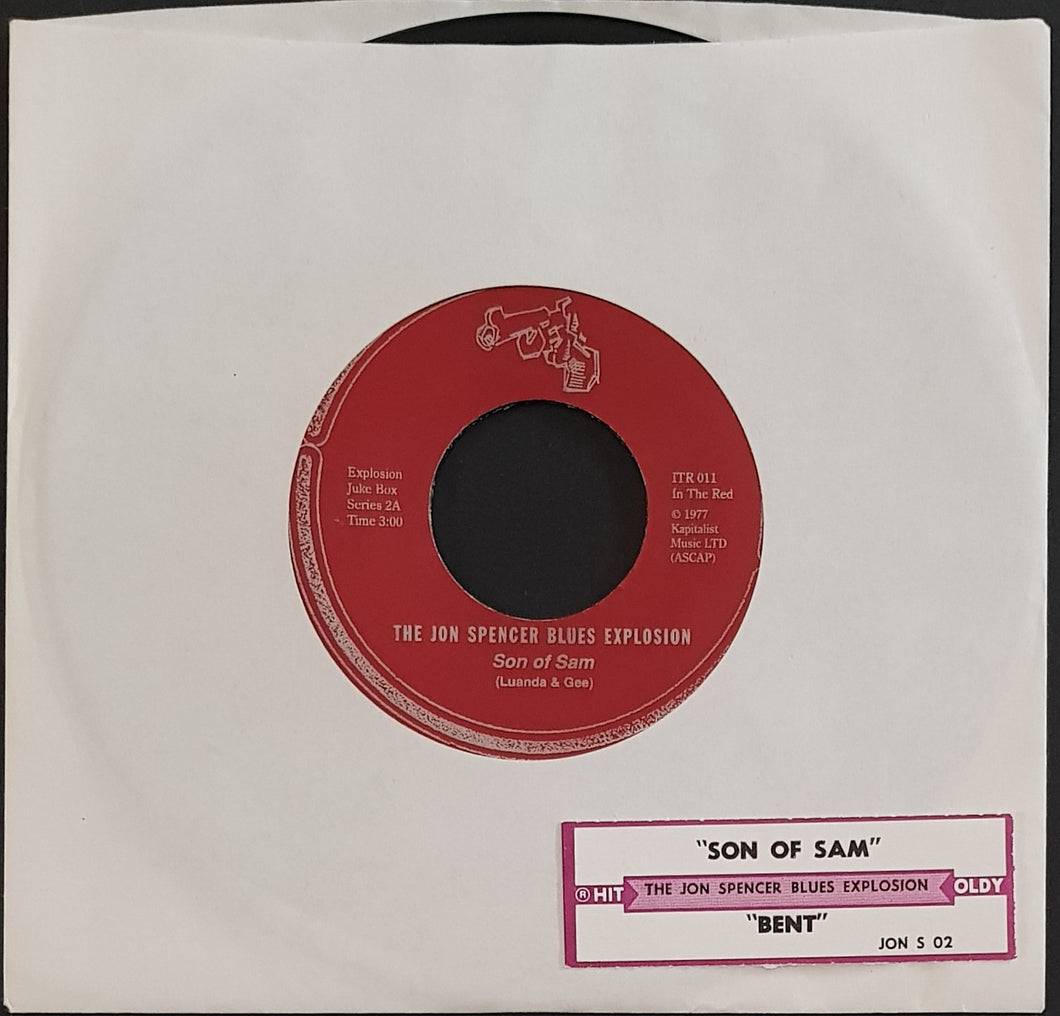 Explosion
Juke Box
Series 2A
Time 3:00
ITR 011
In The Red
© 1977
Kapitalist
Music LTD
(ASCAP)
THE JON SPENCER BLUES EXPLOSION
Son of Sam
(Luanda & Gee)
"SON OF SAM"
® HIT THE JON SPENCER BLUES EXPLOSION OLDY
"BENT"
JON S 02